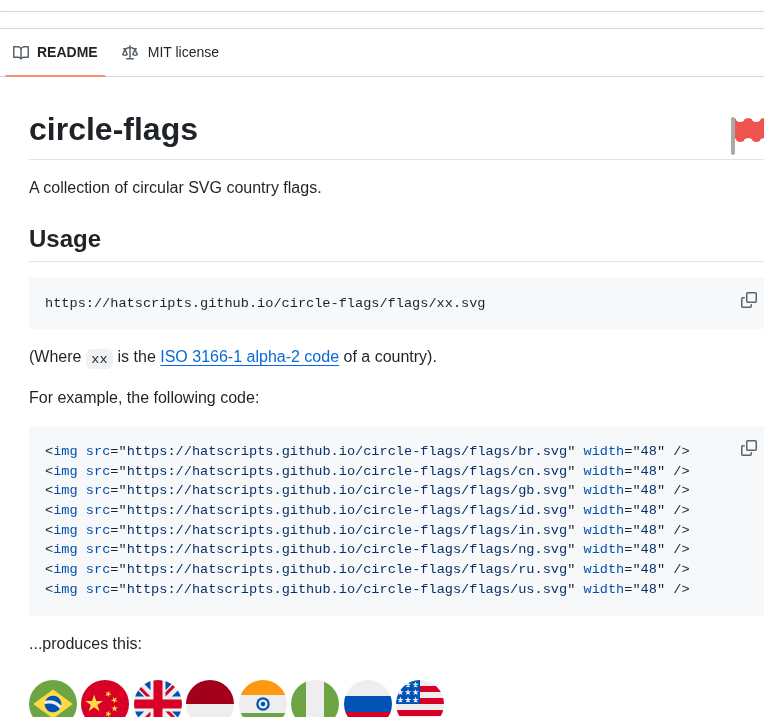 README MIT license
circle-flags
A collection of circular SVG country flags.
Usage
https://hatscripts.github.io/circle-flags/flags/xx.svg
(Where xx is the ISO 3166-1 alpha-2 code of a country).
For example, the following code:
<img src="https://hatscripts.github.io/circle-flags/flags/br.svg" width="48" />
<img src="https://hatscripts.github.io/circle-flags/flags/cn.svg" width="48" />
<img src="https://hatscripts.github.io/circle-flags/flags/gb.svg" width="48" />
<img src="https://hatscripts.github.io/circle-flags/flags/id.svg" width="48" />
<img src="https://hatscripts.github.io/circle-flags/flags/in.svg" width="48" />
<img src="https://hatscripts.github.io/circle-flags/flags/ng.svg" width="48" />
<img src="https://hatscripts.github.io/circle-flags/flags/ru.svg" width="48" />
<img src="https://hatscripts.github.io/circle-flags/flags/us.svg" width="48" />
...produces this: